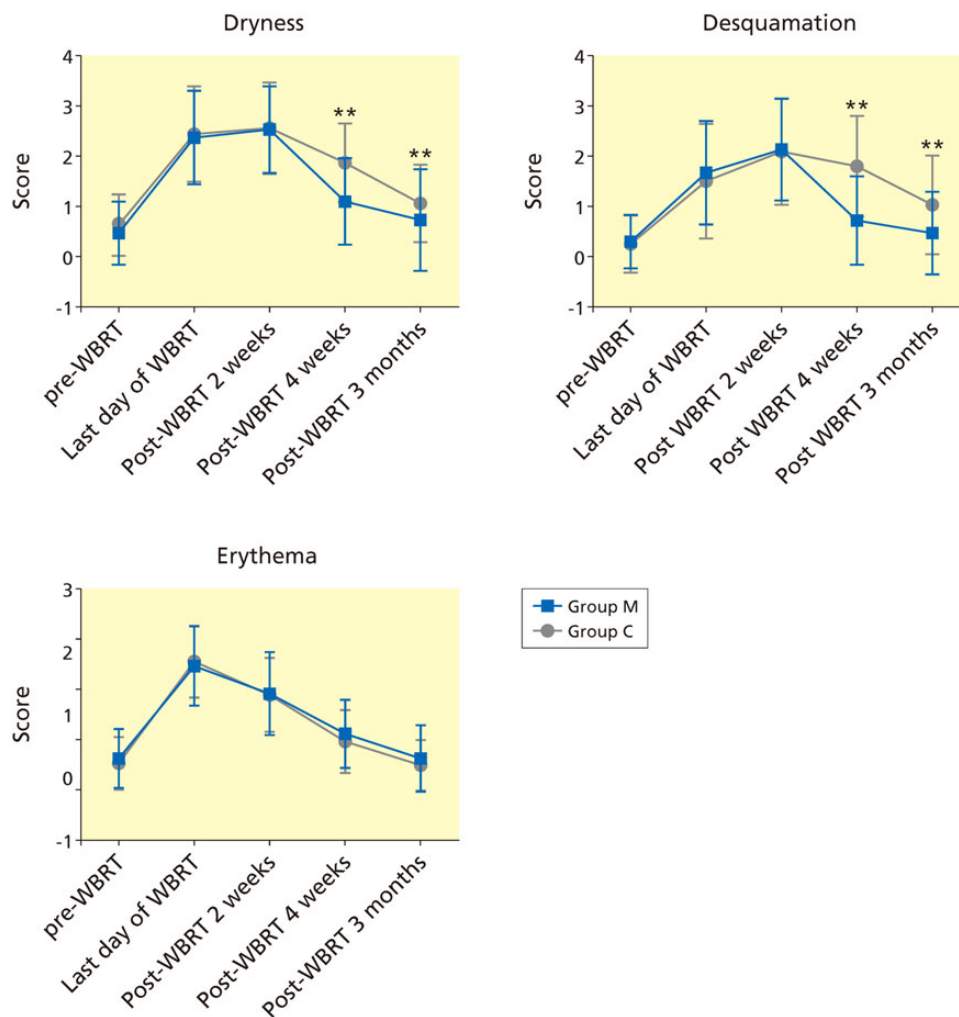 Dryness
4
3
2
1
0
-1
Score
**
**
pre-WBRT
Last day of WBRT
Post-WBRT 2 weeks
Post-WBRT 4 weeks
Post-WBRT 3 months
Desquamation
4
3
2
1
0
-1
Score
**
**
pre-WBRT
Last day of WBRT
Post WBRT 2 weeks
Post WBRT 4 weeks
Post WBRT 3 months
Erythema
3
2
1
0
-1
Score
pre-WBRT
Last day of WBRT
Post-WBRT 2 weeks
Post-WBRT 4 weeks
Post-WBRT 3 months
Group M
Group C